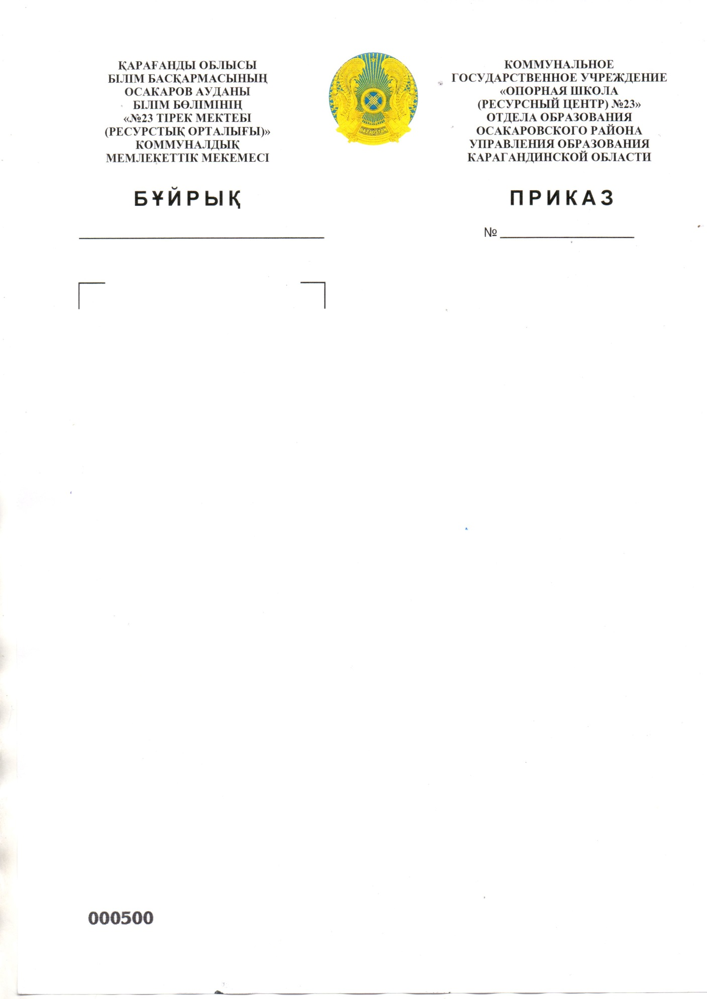 ҚАРАҒАНДЫ ОБЛЫСЫ
БІЛІМ БАСҚАРМАСЫНЫҢ
ОСАКАРОВ АУДАНЫ
БІЛІМ БӨЛІМІНІҢ
«№23 ТІРЕК МЕКТЕБІ
(РЕСУРСТЫҚ ОРТАЛЫҒЫ)»
КОММУНАЛДЫҚ
МЕМЛЕКЕТТІК МЕКЕМЕСІ
QAZAQSTAN
КОММУНАЛЬНОЕ
ГОСУДАРСТВЕННОЕ УЧРЕЖДЕНИЕ
«ОПОРНАЯ ШКОЛА
(РЕСУРСНЫЙ ЦЕНТР) №23»
ОТДЕЛА ОБРАЗОВАНИЯ
ОСАКАРОВСКОГО РАЙОНА
УПРАВЛЕНИЯ ОБРАЗОВАНИЯ
КАРАГАНДИНСКОЙ ОБЛАСТИ
БҰЙРЫҚ
ПРИКАЗ
№
000500